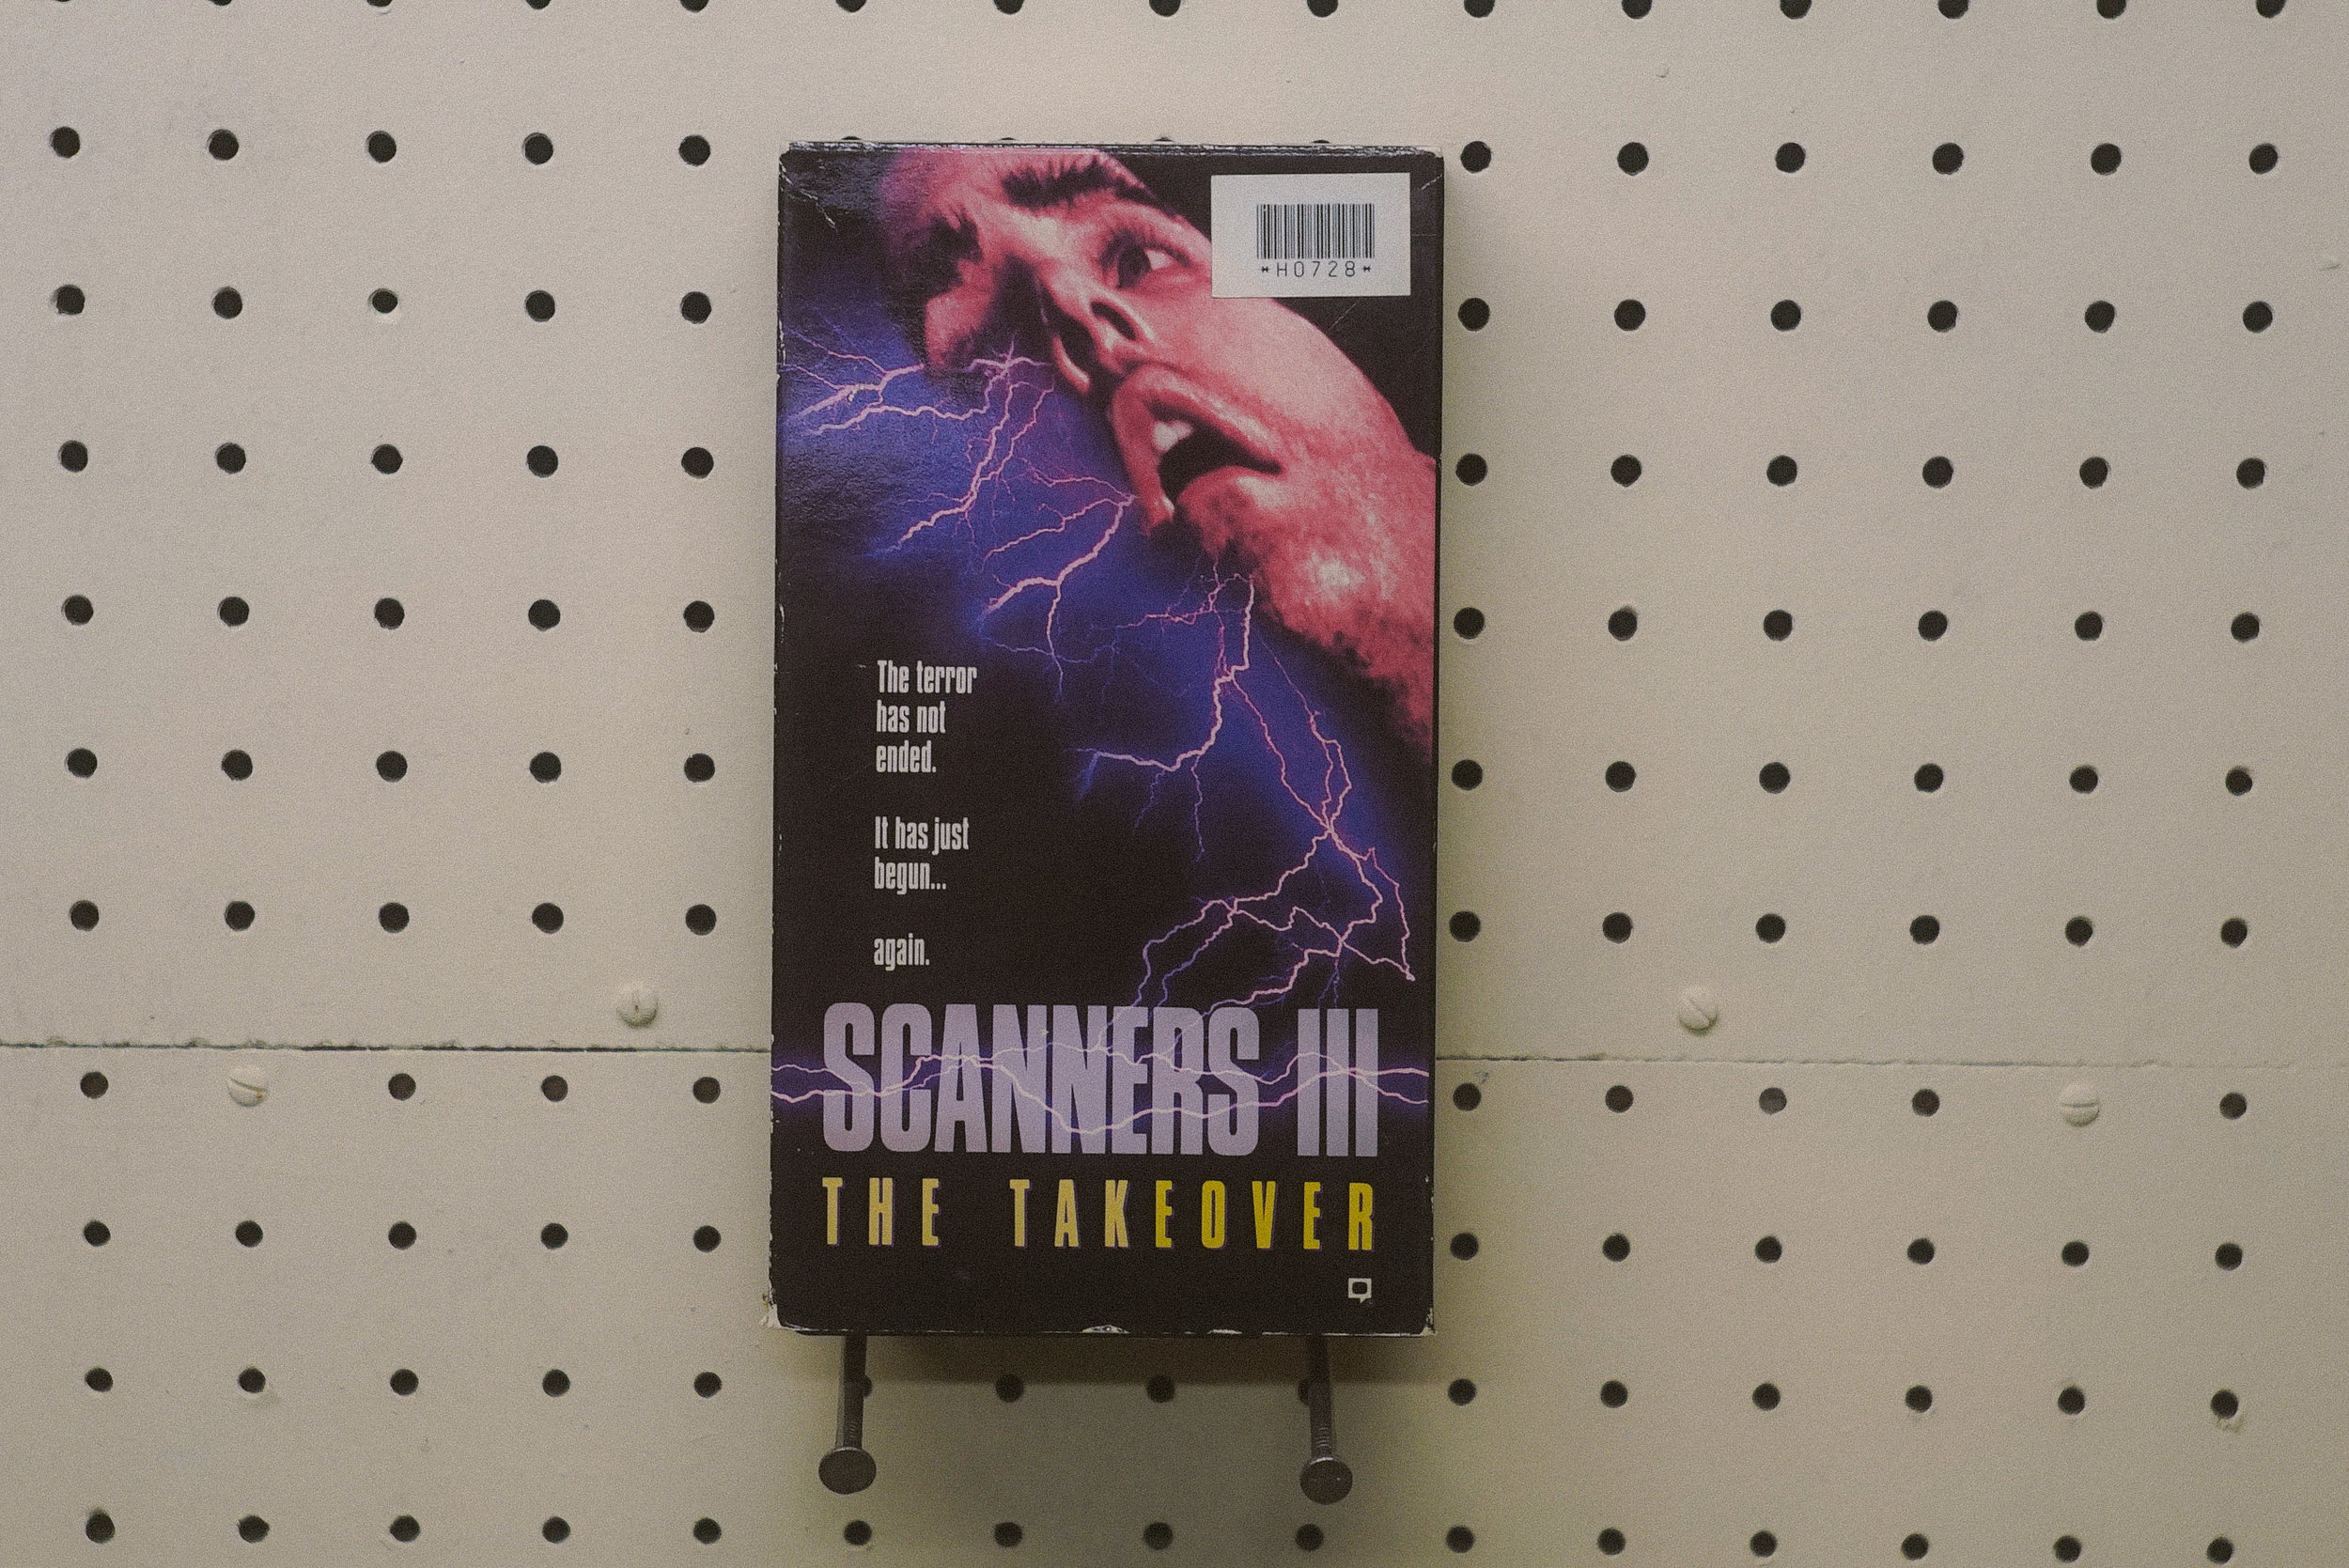 *H0728*
The terror
has not
ended.
It has just
begun...
again.
SCANNERS III
THE TAKEOVER